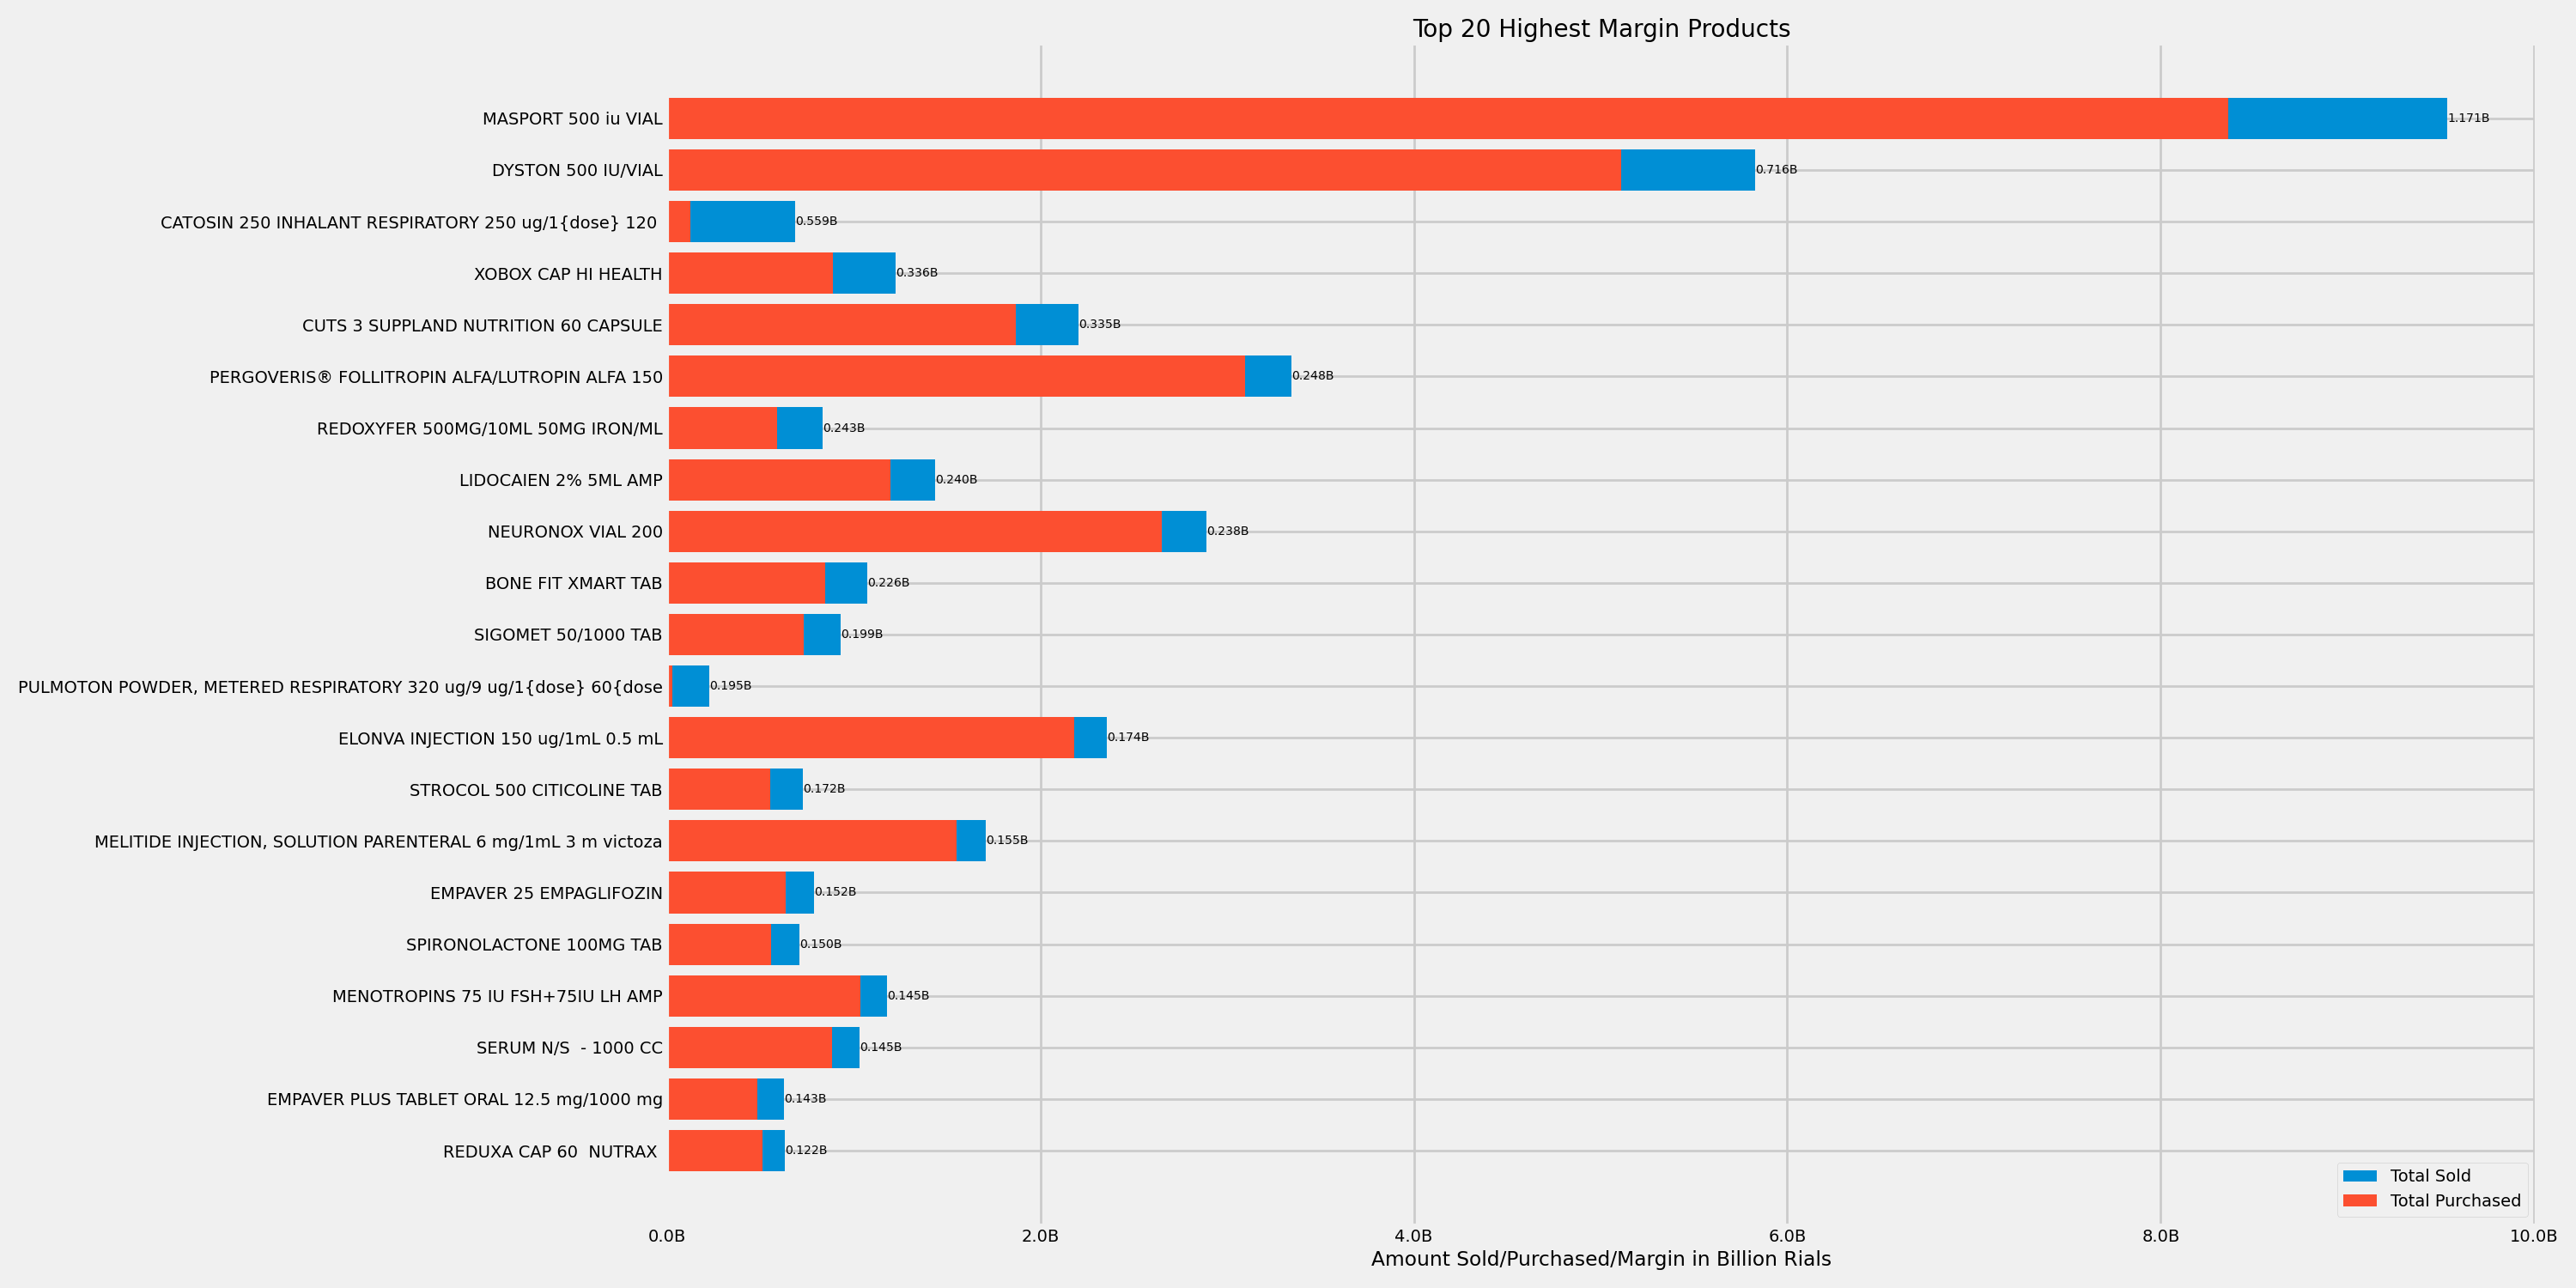 Top 20 Highest Margin Products
MASPORT 500 iu VIAL 1.171B
DYSTON 500 IU/VIAL 0.716B
CATOSIN 250 INHALANT RESPIRATORY 250 ug/1{dose} 120 0.559B
XOBOX CAP HI HEALTH 0.336B
CUTS 3 SUPPLAND NUTRITION 60 CAPSULE 0.335B
PERGOVERIS® FOLLITROPIN ALFA/LUTROPIN ALFA 150 0.248B
REDOXYFER 500MG/10ML 50MG IRON/ML 0.243B
LIDOCAIEN 2% 5ML AMP 0.240B
NEURONOX VIAL 200 0.238B
BONE FIT XMART TAB 0.226B
SIGOMET 50/1000 TAB 0.199B
PULMOTON POWDER, METERED RESPIRATORY 320 ug/9 ug/1{dose} 60{dose 0.195B
ELONVA INJECTION 150 ug/1mL 0.5 mL 0.174B
STROCOL 500 CITICOLINE TAB 0.172B
MELITIDE INJECTION, SOLUTION PARENTERAL 6 mg/1mL 3 m victoza 0.155B
EMPAVER 25 EMPAGLIFOZIN 0.152B
SPIRONOLACTONE 100MG TAB 0.150B
MENOTROPINS 75 IU FSH+75IU LH AMP 0.145B
SERUM N/S  - 1000 CC 0.145B
EMPAVER PLUS TABLET ORAL 12.5 mg/1000 mg 0.143B
REDUXA CAP 60  NUTRAX 0.122B
Total Sold
Total Purchased
0.0B 2.0B 4.0B 6.0B 8.0B 10.0B
Amount Sold/Purchased/Margin in Billion Rials